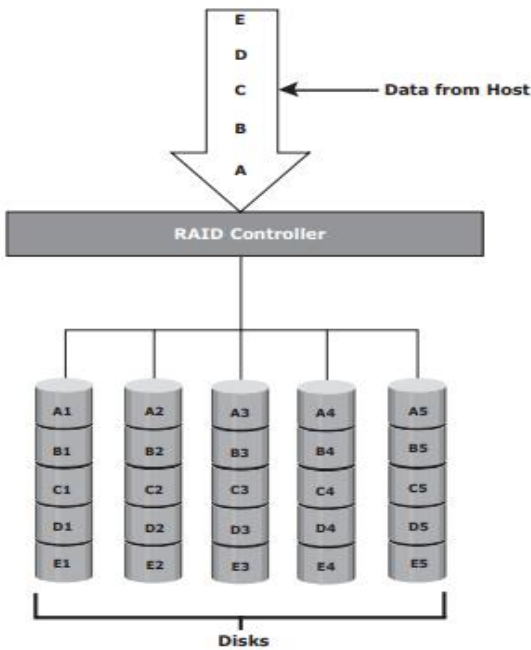 E
D
C
Data from Host
B
A
RAID Controller
A1 A2 A3 A4 A5
B1 B2 B3 B4 B5
C1 C2 C3 C4 C5
D1 D2 D3 D4 D5
E1 E2 E3 E4 E5
Disks